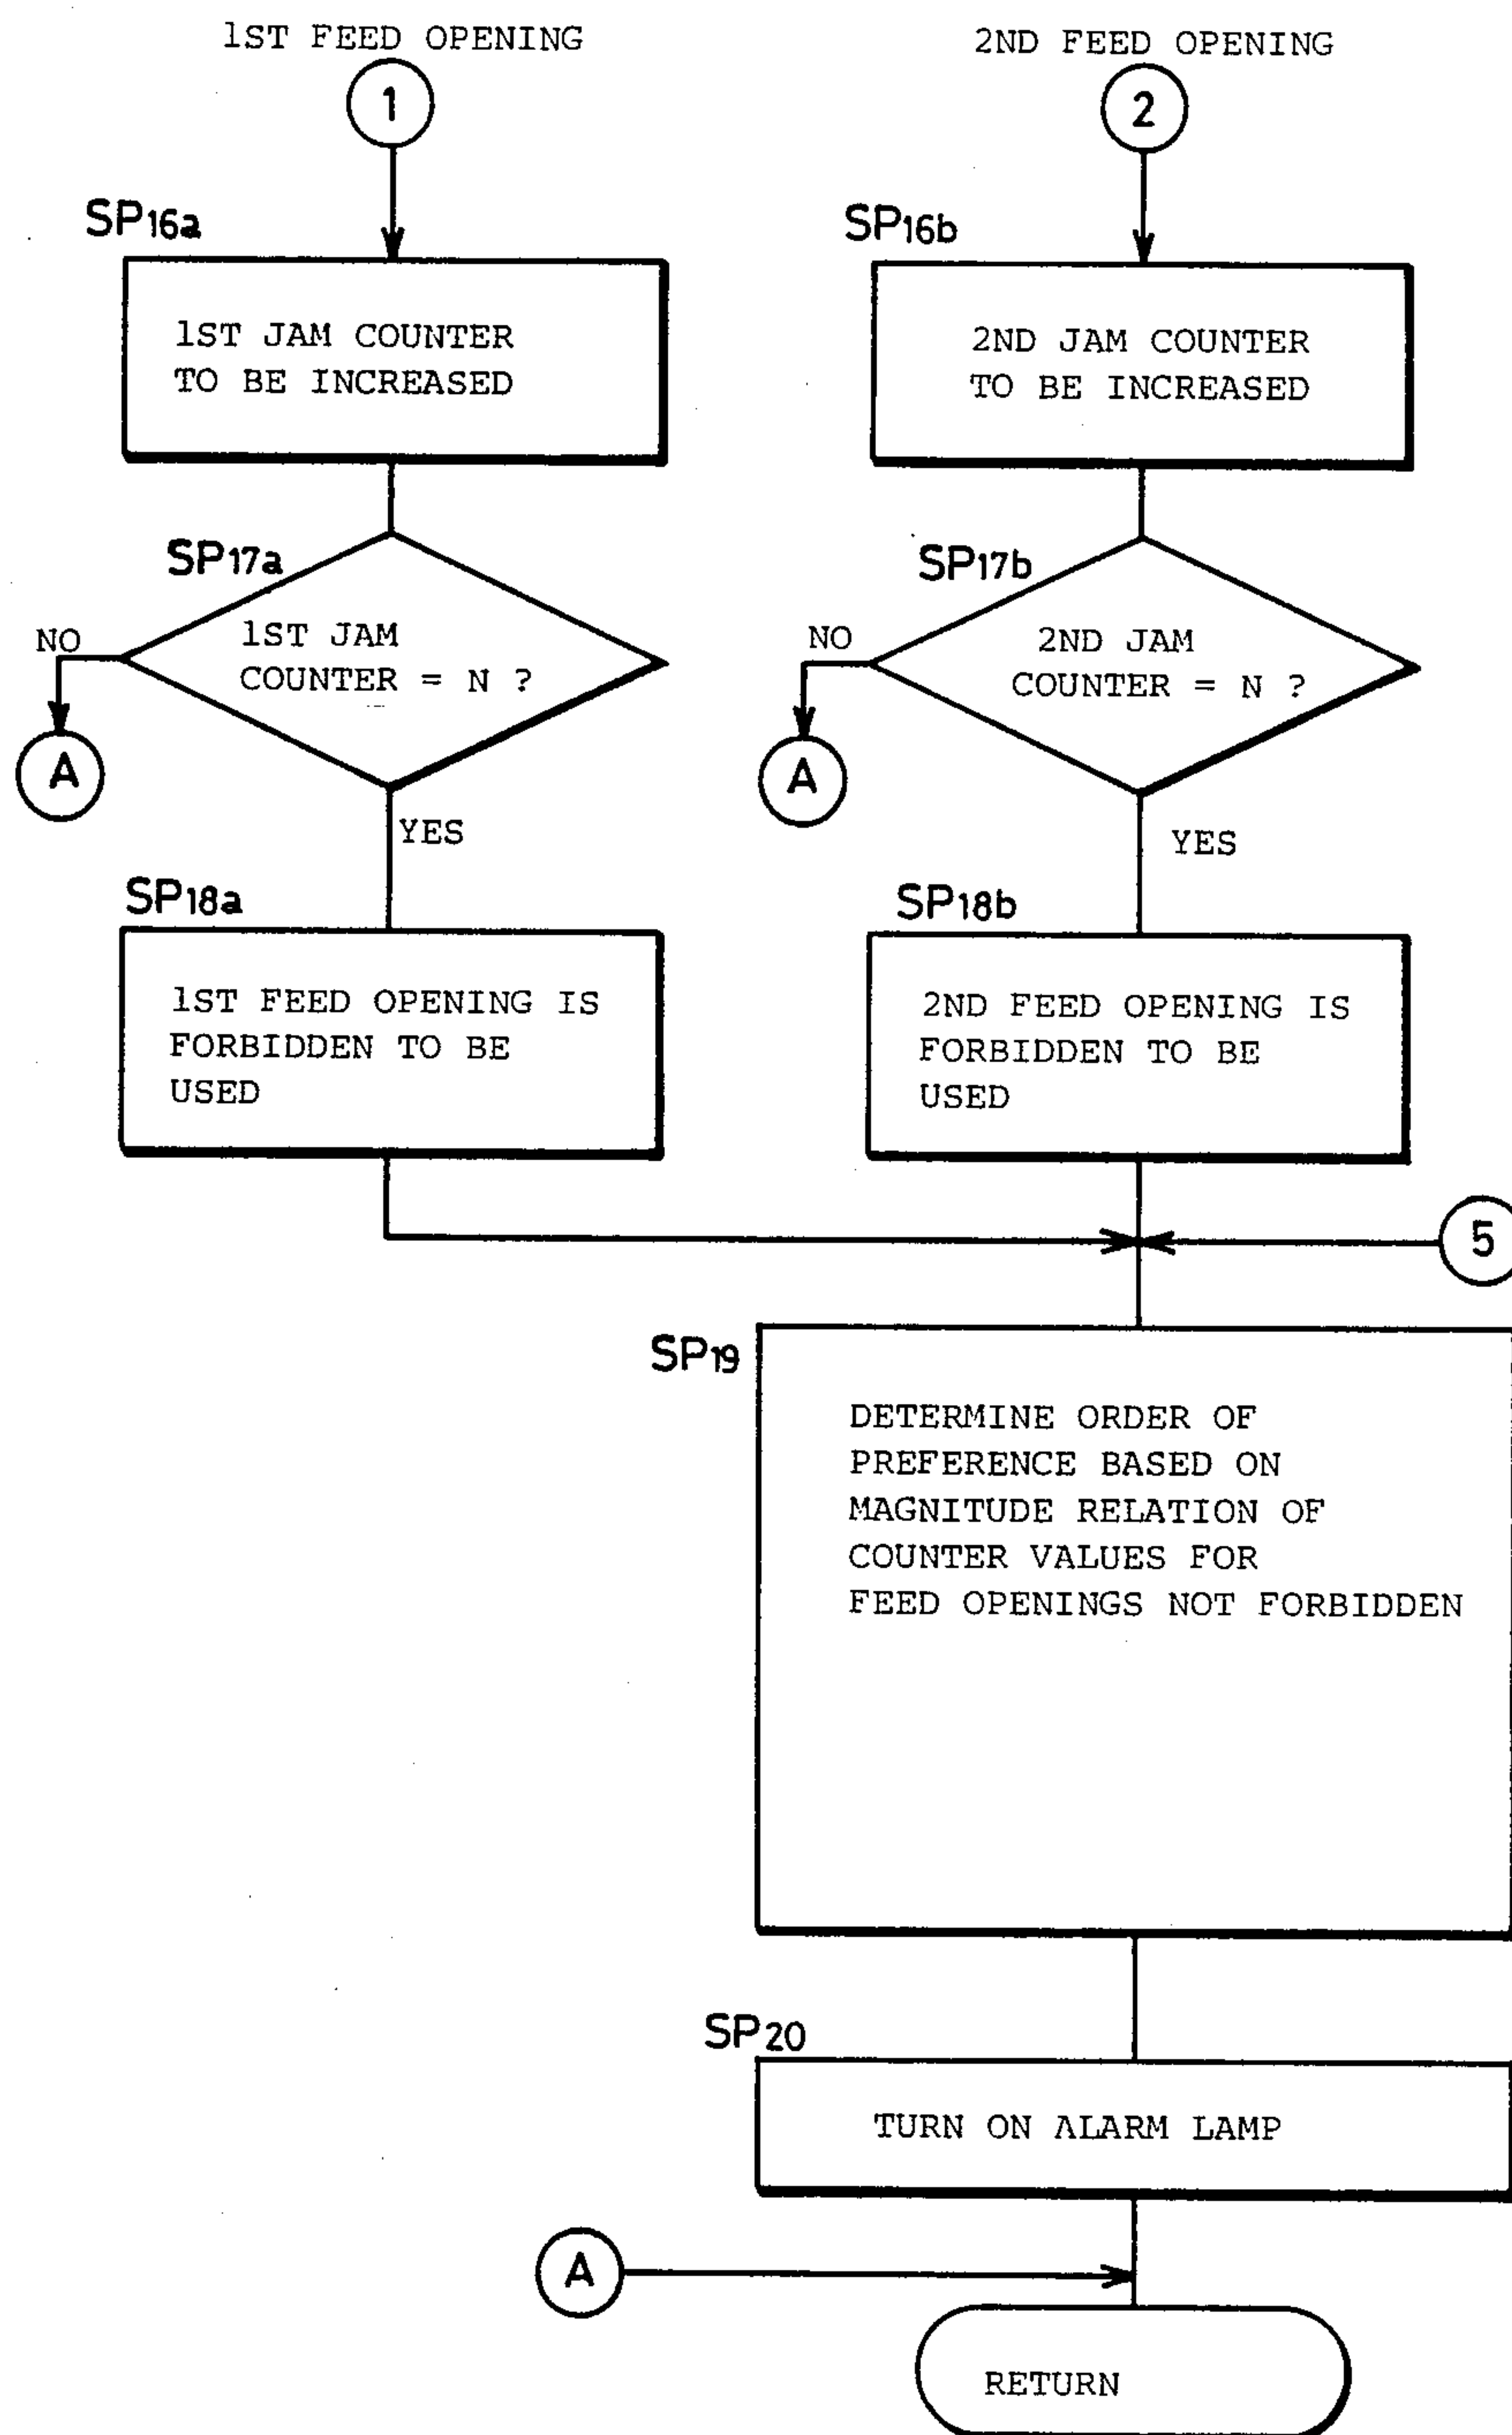 1ST FEED OPENING
1
SP16a
1ST JAM COUNTER
TO BE INCREASED
SP17a
1ST JAM
COUNTER = N ?
NO
A
YES
SP18a
1ST FEED OPENING IS
FORBIDDEN TO BE
USED
2ND FEED OPENING
2
SP16b
2ND JAM COUNTER
TO BE INCREASED
SP17b
2ND JAM
COUNTER = N ?
NO
A
YES
SP18b
2ND FEED OPENING IS
FORBIDDEN TO BE
USED
5
SP19
DETERMINE ORDER OF
PREFERENCE BASED ON
MAGNITUDE RELATION OF
COUNTER VALUES FOR
FEED OPENINGS NOT FORBIDDEN
SP20
TURN ON ALARM LAMP
A
RETURN